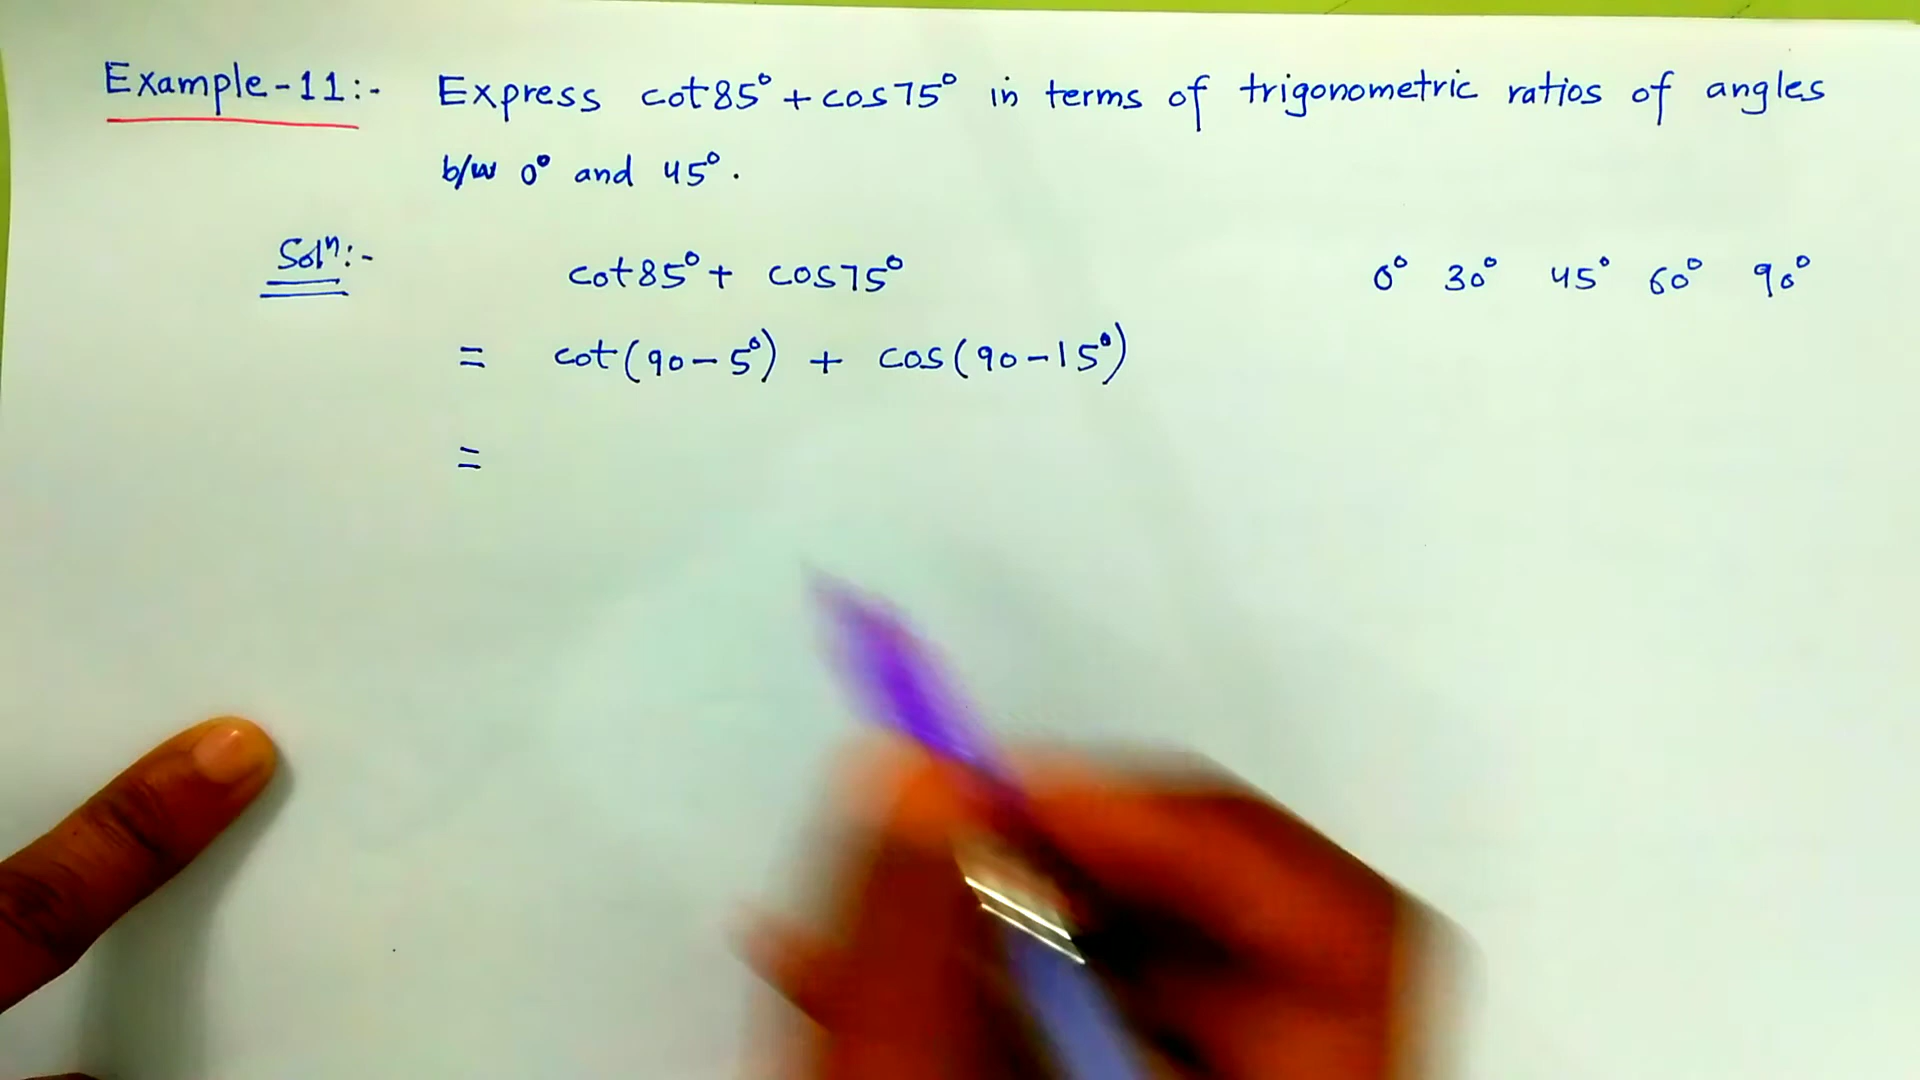 Example-11:- Express cot85° + cos75° in terms of trigonometric ratios of angles
b/w 0° and 45°.
Solⁿ:- cot85° + cos75° 0° 30° 45° 60° 90°
= cot(90-5°) + cos(90-15°)
=